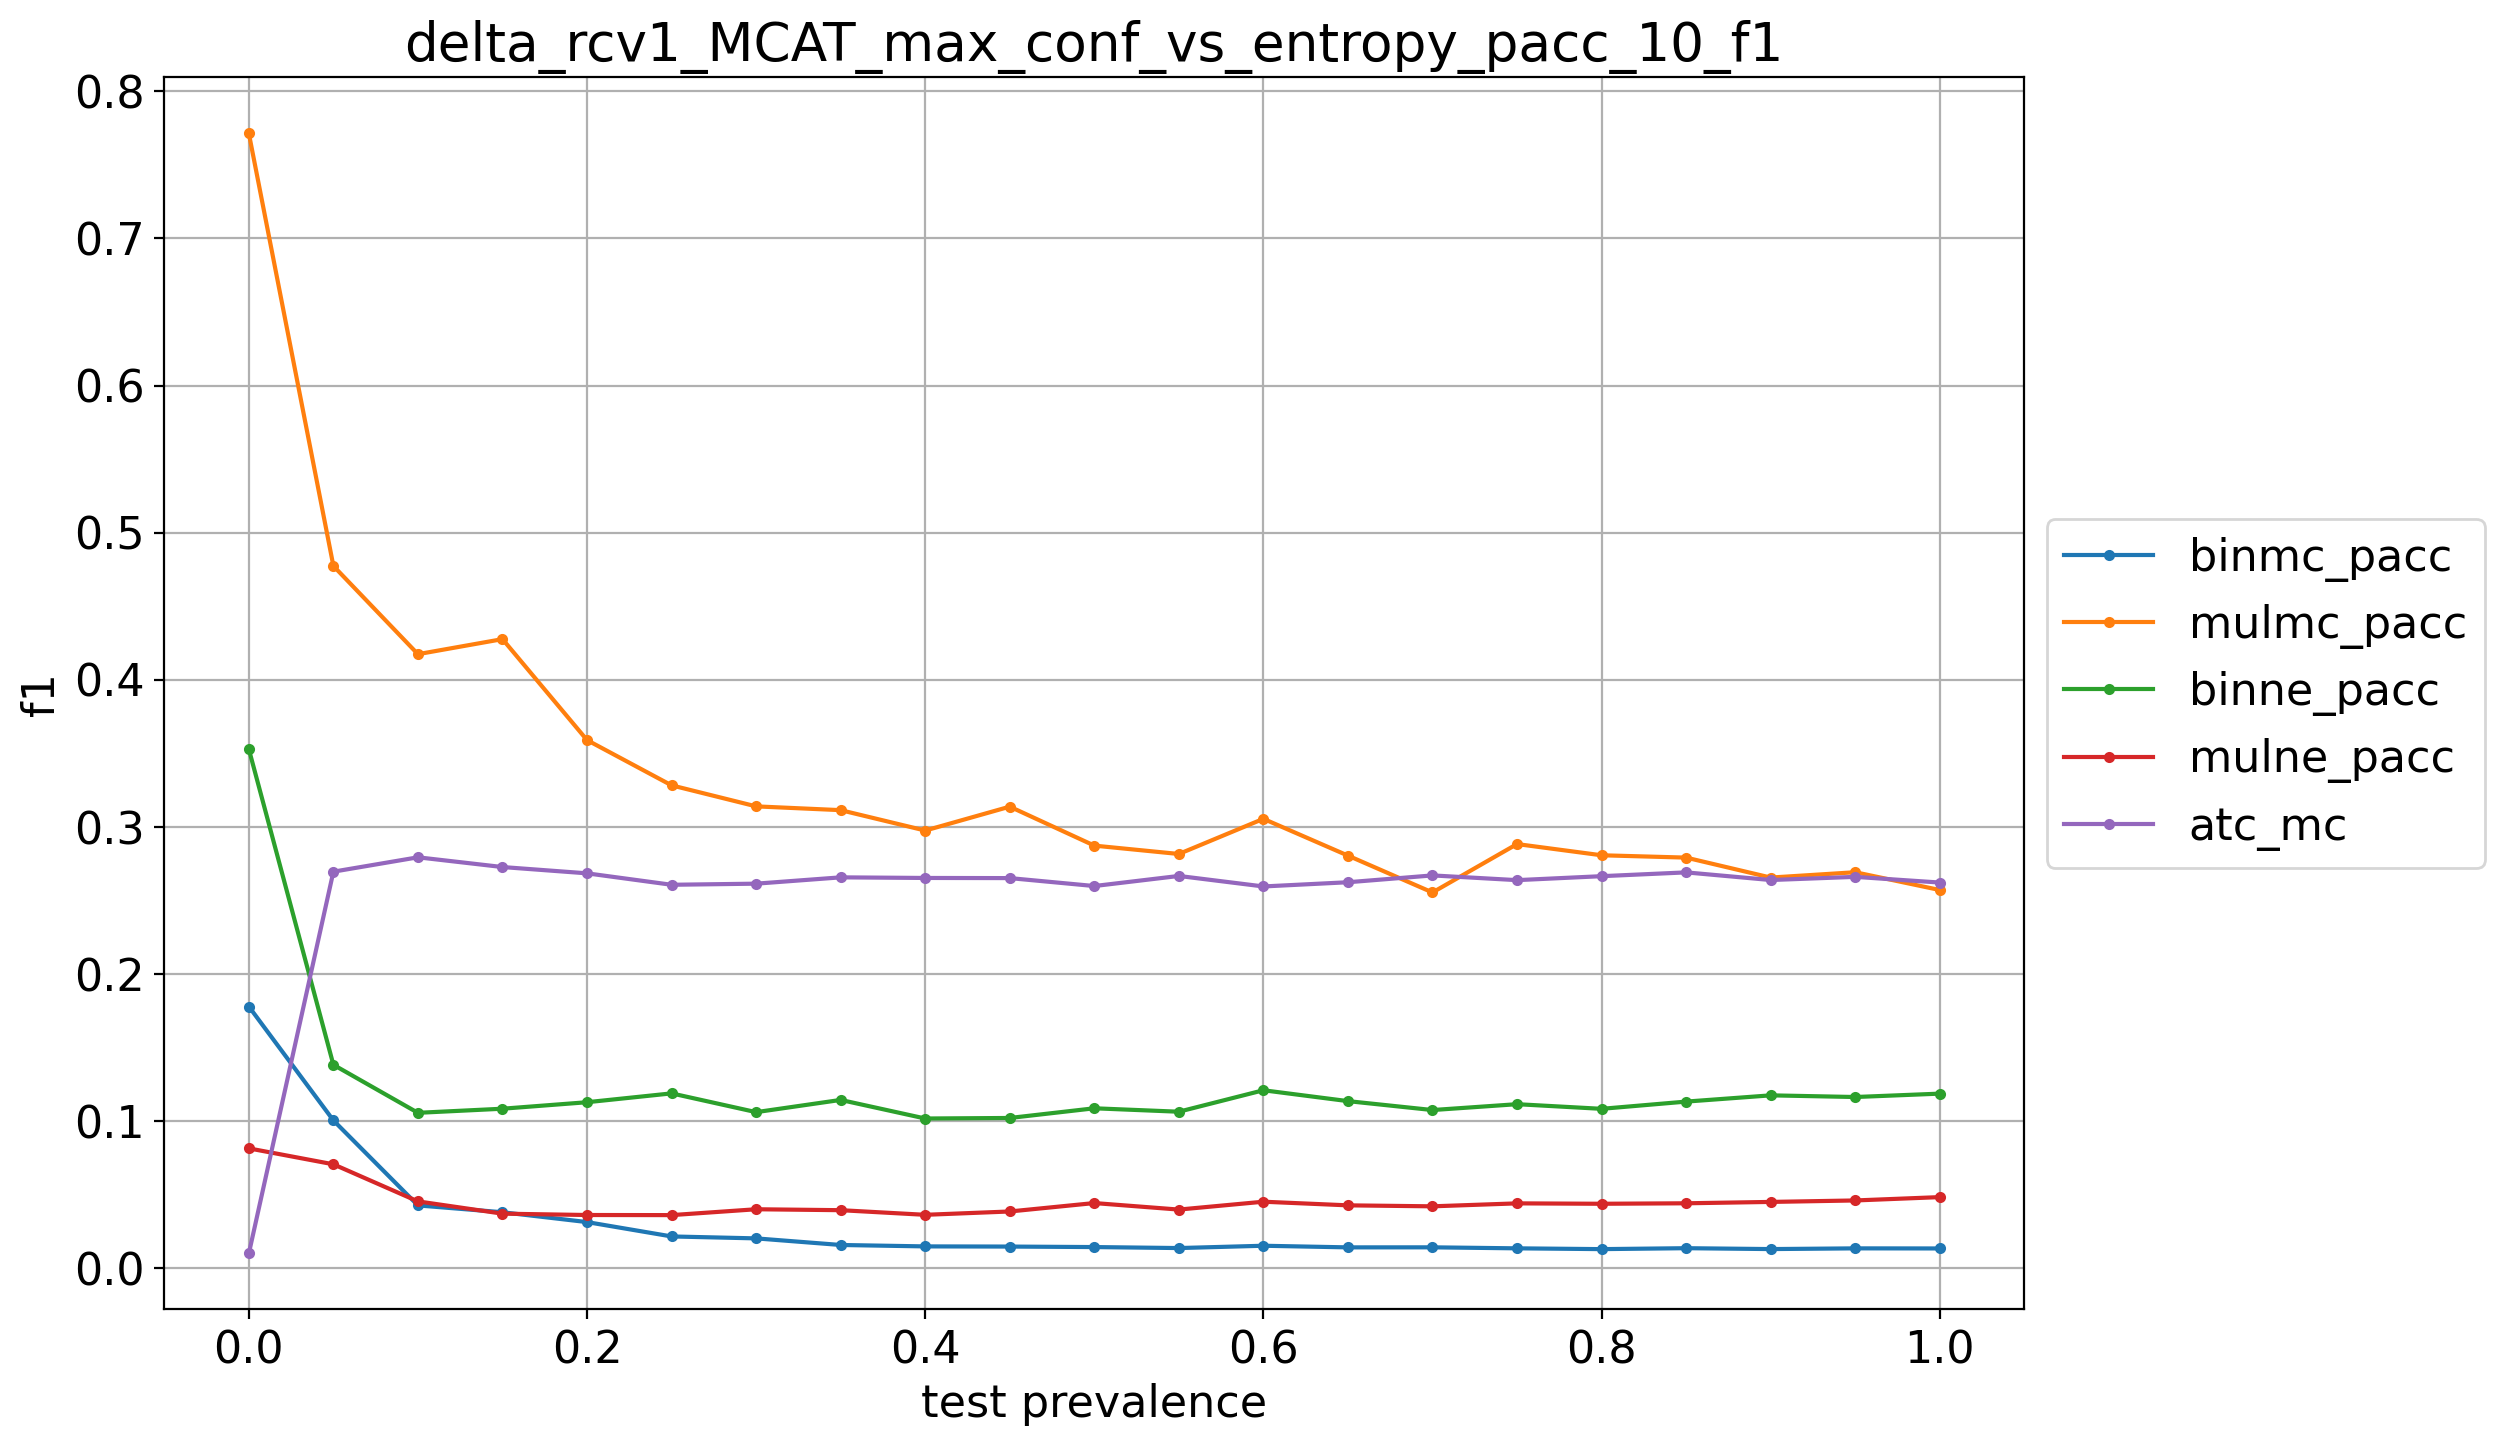 delta_rcv1_MCAT_max_conf_vs_entropy_pacc_10_f1
0.8
0.7
0.6
0.5
0.4
0.3
0.2
0.1
0.0
f1
0.0 0.2 0.4 0.6 0.8 1.0
test prevalence
binmc_pacc
mulmc_pacc
binne_pacc
mulne_pacc
atc_mc